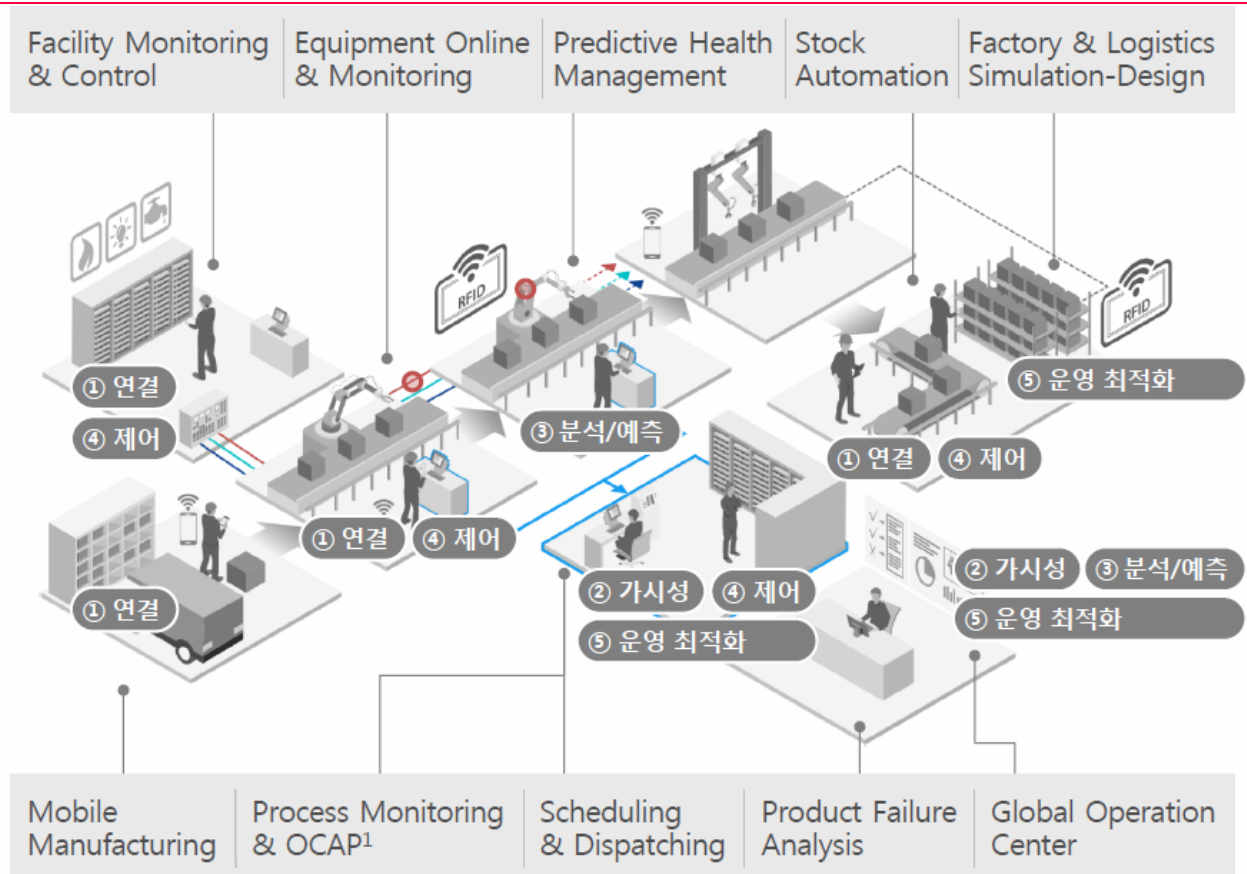 Facility Monitoring
& Control
Equipment Online
& Monitoring
Predictive Health
Management
Stock
Automation
Factory & Logistics
Simulation-Design
RFID
RFID
① 연결
④ 제어
③ 분석/예측
⑤ 운영 최적화
① 연결
④ 제어
① 연결
④ 제어
① 연결
② 가시성
④ 제어
⑤ 운영 최적화
② 가시성
③ 분석/예측
⑤ 운영 최적화
Mobile
Manufacturing
Process Monitoring
& OCAP¹
Scheduling
& Dispatching
Product Failure
Analysis
Global Operation
Center